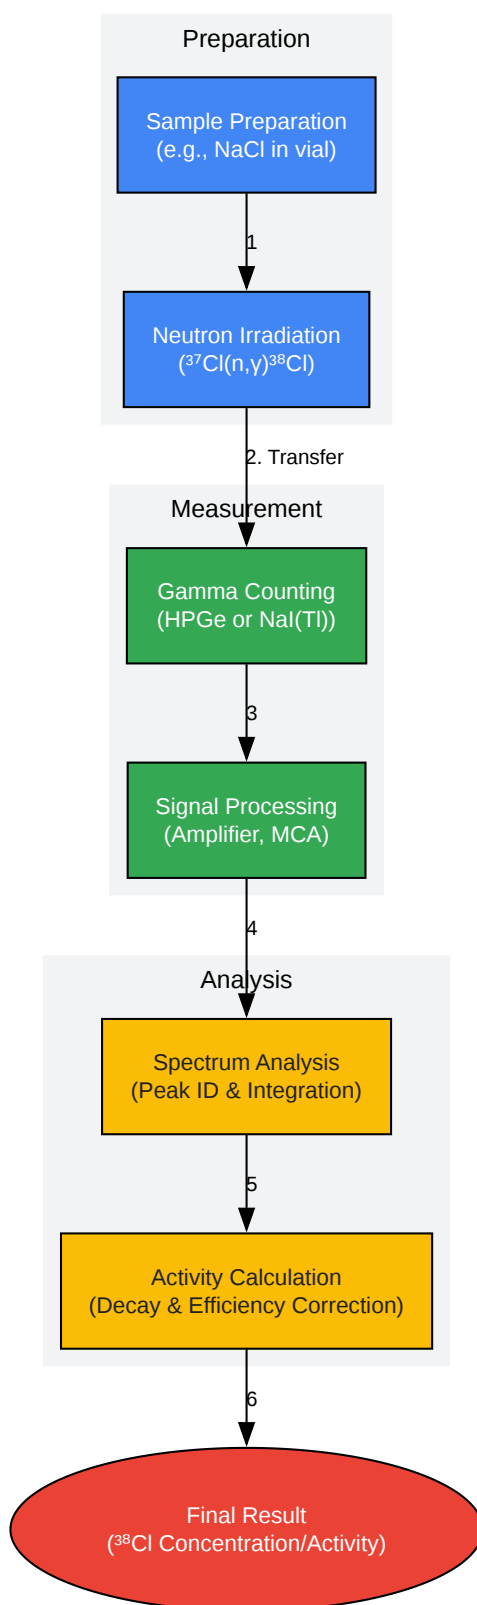 Preparation
Sample Preparation
(e.g., NaCl in vial)
1
Neutron Irradiation
(³⁷Cl(n,γ)³⁸Cl)
2. Transfer
Measurement
Gamma Counting
(HPGe or NaI(Tl))
3
Signal Processing
(Amplifier, MCA)
4
Analysis
Spectrum Analysis
(Peak ID & Integration)
5
Activity Calculation
(Decay & Efficiency Correction)
6
Final Result
(³⁸Cl Concentration/Activity)